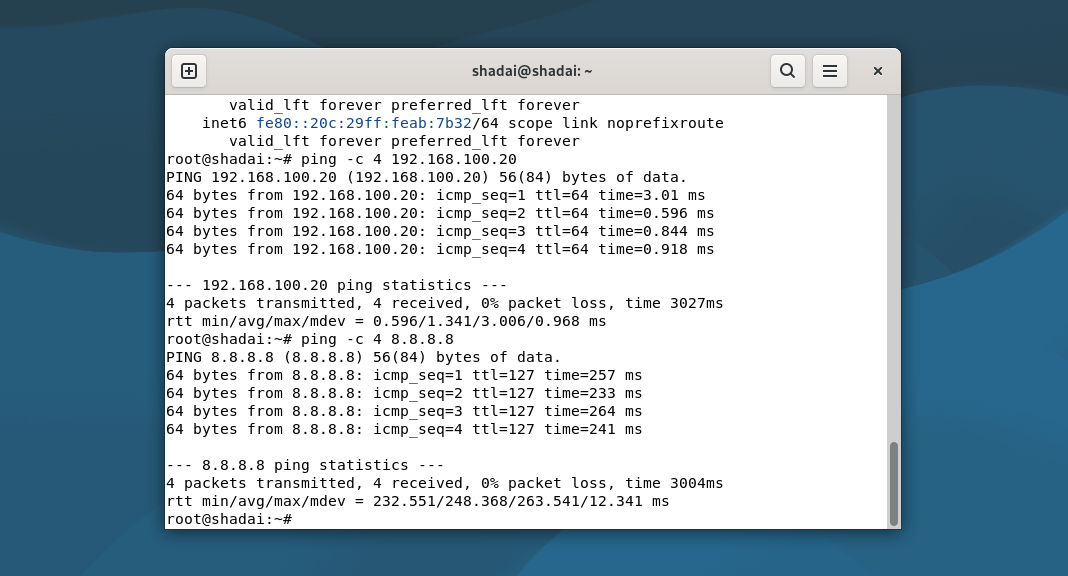 shadai@shadai: ~
valid_lft forever preferred_lft forever
inet6 fe80::20c:29ff:feab:7b32/64 scope link noprefixroute
valid_lft forever preferred_lft forever
root@shadai:~# ping -c 4 192.168.100.20
PING 192.168.100.20 (192.168.100.20) 56(84) bytes of data.
64 bytes from 192.168.100.20: icmp_seq=1 ttl=64 time=3.01 ms
64 bytes from 192.168.100.20: icmp_seq=2 ttl=64 time=0.596 ms
64 bytes from 192.168.100.20: icmp_seq=3 ttl=64 time=0.844 ms
64 bytes from 192.168.100.20: icmp_seq=4 ttl=64 time=0.918 ms
--- 192.168.100.20 ping statistics ---
4 packets transmitted, 4 received, 0% packet loss, time 3027ms
rtt min/avg/max/mdev = 0.596/1.341/3.006/0.968 ms
root@shadai:~# ping -c 4 8.8.8.8
PING 8.8.8.8 (8.8.8.8) 56(84) bytes of data.
64 bytes from 8.8.8.8: icmp_seq=1 ttl=127 time=257 ms
64 bytes from 8.8.8.8: icmp_seq=2 ttl=127 time=233 ms
64 bytes from 8.8.8.8: icmp_seq=3 ttl=127 time=264 ms
64 bytes from 8.8.8.8: icmp_seq=4 ttl=127 time=241 ms
--- 8.8.8.8 ping statistics ---
4 packets transmitted, 4 received, 0% packet loss, time 3004ms
rtt min/avg/max/mdev = 232.551/248.368/263.541/12.341 ms
root@shadai:~#